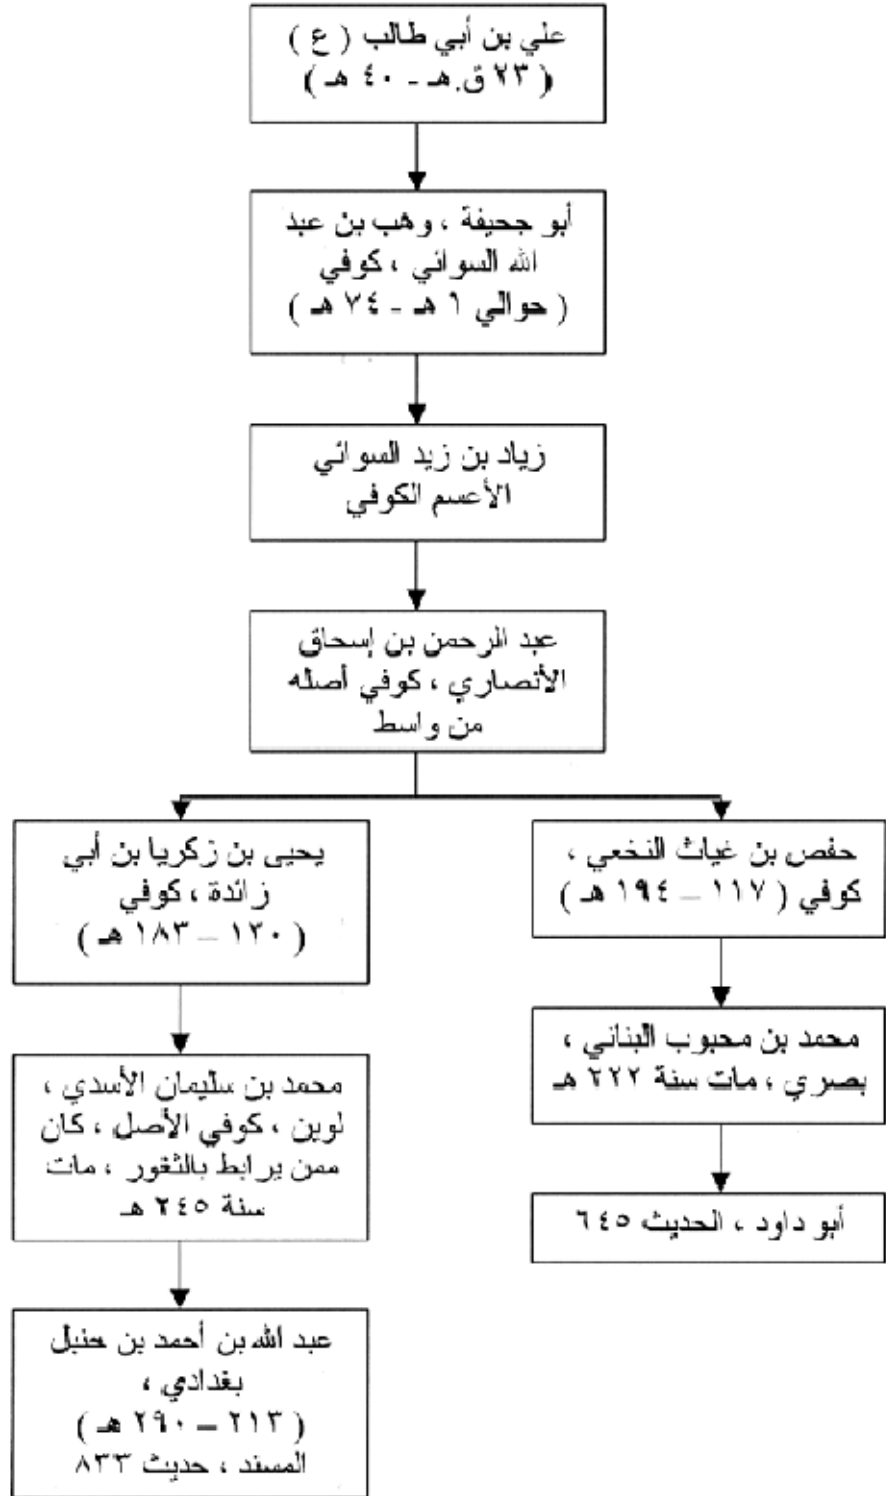 علي بن أبي طالب ( ع )
( ٢٣ ق.هـ - ٤٠ هـ )
أبو جحيفة ، وهب بن عبد
الله السوائي ، كوفي
( حوالي ٦ هـ - ٧٤ هـ )
زياد بن زيد السوائي
الأعسم الكوفي
عبد الرحمن بن إسحاق
الأنصاري ، كوفي أصله
من واسط
حفص بن غياث النخعي ،
كوفي ( ١١٧ – ١٩٤ هـ )
محمد بن محبوب البناني ،
بصري ، مات سنة ٢٢٢ هـ
أبو داود ، الحديث ٦٤٥
يحيى بن زكريا بن أبي
زائدة ، كوفي
( ١٢٠ – ١٨٣ هـ )
محمد بن سليمان الأسدي ،
لوين ، كوفي الأصل ، كان
ممن يرابط بالثغور ، مات
سنة ٢٤٥ هـ
عبد الله بن أحمد بن حنبل
بغدادي ،
( ٢١٣ – ٢٩٠ هـ )
المسند ، حديث ٨٣٣